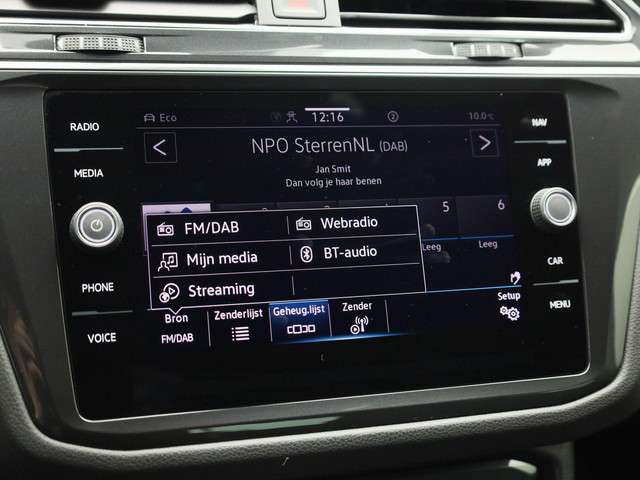 RADIO
MEDIA
PHONE
VOICE
NAV
APP
CAR
MENU
Eco
12:16
2
10.0°C
NPO SterrenNL (DAB)
Jan Smit
Dan volg je haar benen
5
6
Leeg
Leeg
FM/DAB
Webradio
Mijn media
BT-audio
Streaming
Bron
FM/DAB
Zenderlijst
Geheug.lijst
Zender
Setup